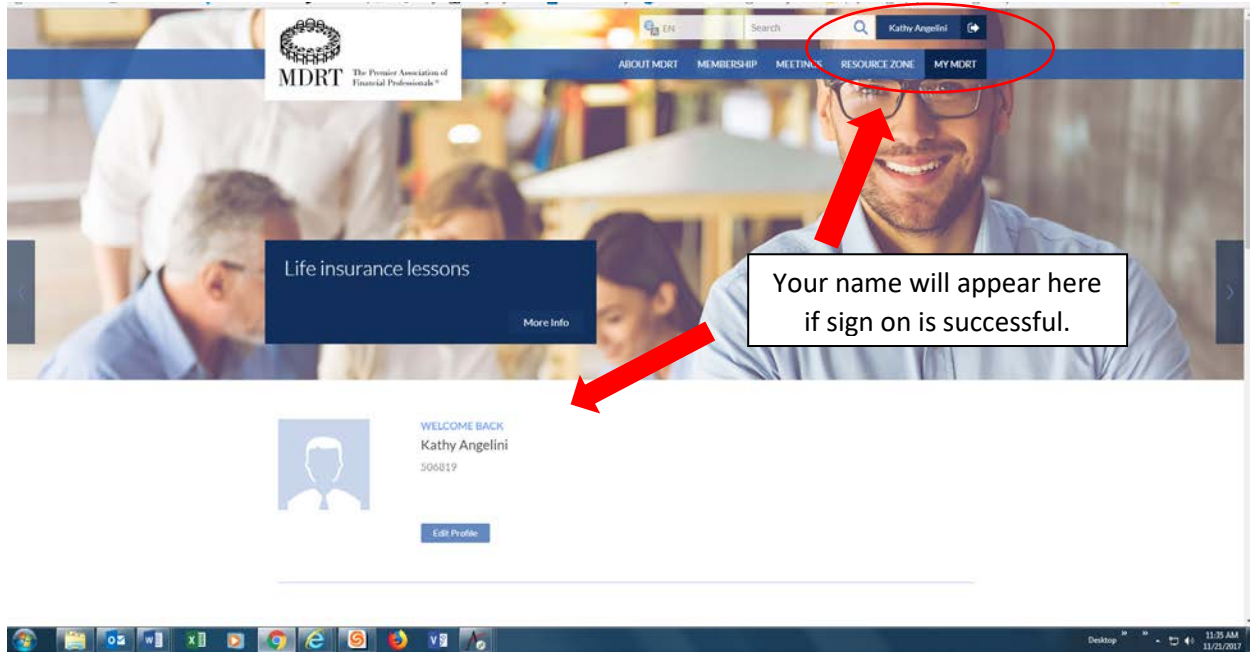 EN
Search
Kathy Angelini
MDRT
The Premier Association of
Financial Professionals®
ABOUT MDRT MEMBERSHIP MEETINGS RESOURCE ZONE MY MDRT
Life insurance lessons
More Info
Your name will appear here
if sign on is successful.
WELCOME BACK
Kathy Angelini
506819
Edit Profile
Desktop
11:35 AM
11/21/2017